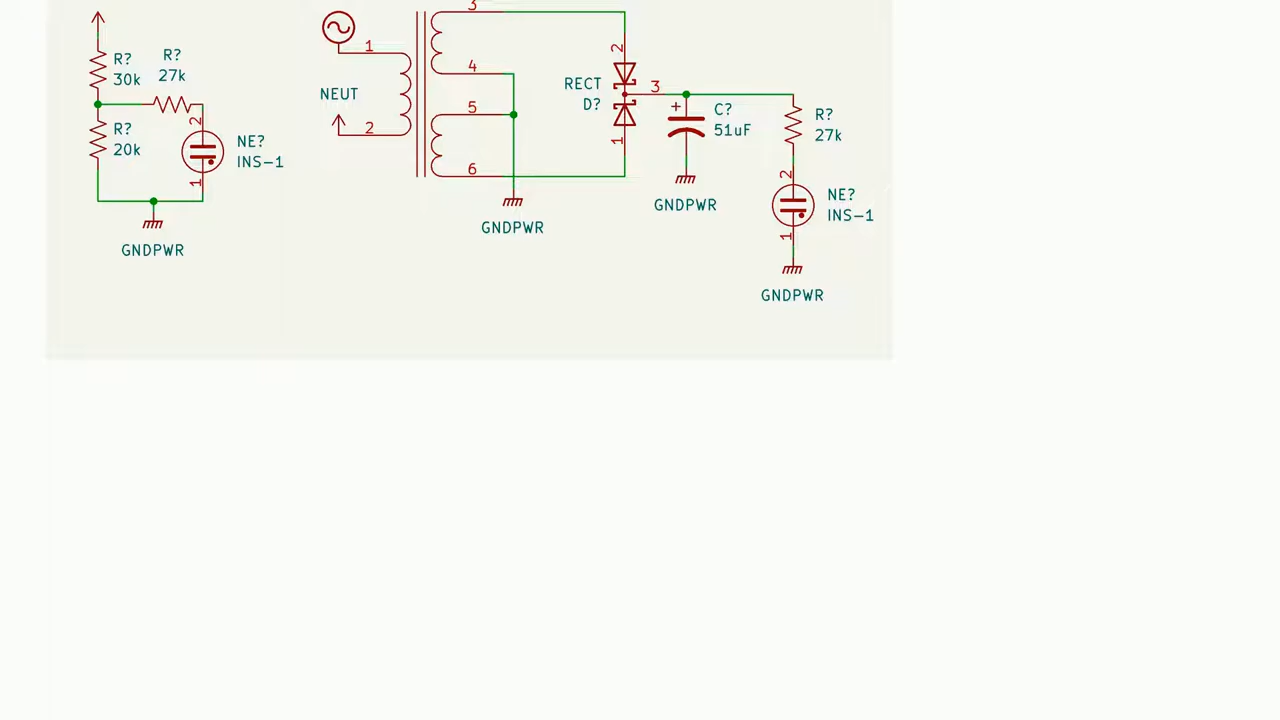 R?
30k
R?
27k
R?
20k
2
NE?
INS-1
1
GNDPWR
1
NEUT
2
3
4
5
6
GNDPWR
2
RECT
D?
3
1
+
C?
51uF
GNDPWR
R?
27k
2
NE?
INS-1
1
GNDPWR